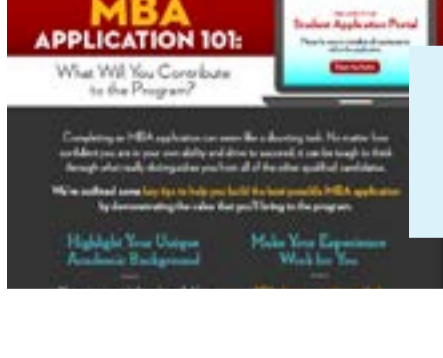 MBA
APPLICATION 101:
What Will You Contribute
to the Program?
Student Application Portal
Completing an MBA application can seem like a daunting task. No matter how
confident you are in your own ability and drive to succeed, it can be tough to think
through what really distinguishes you from all of the other qualified candidates.
We've outlined some key tips to help you build the best possible MBA application
by demonstrating the value that you'll bring to the program.
Highlight Your Unique
Academic Background
Make Your Experience
Work for You